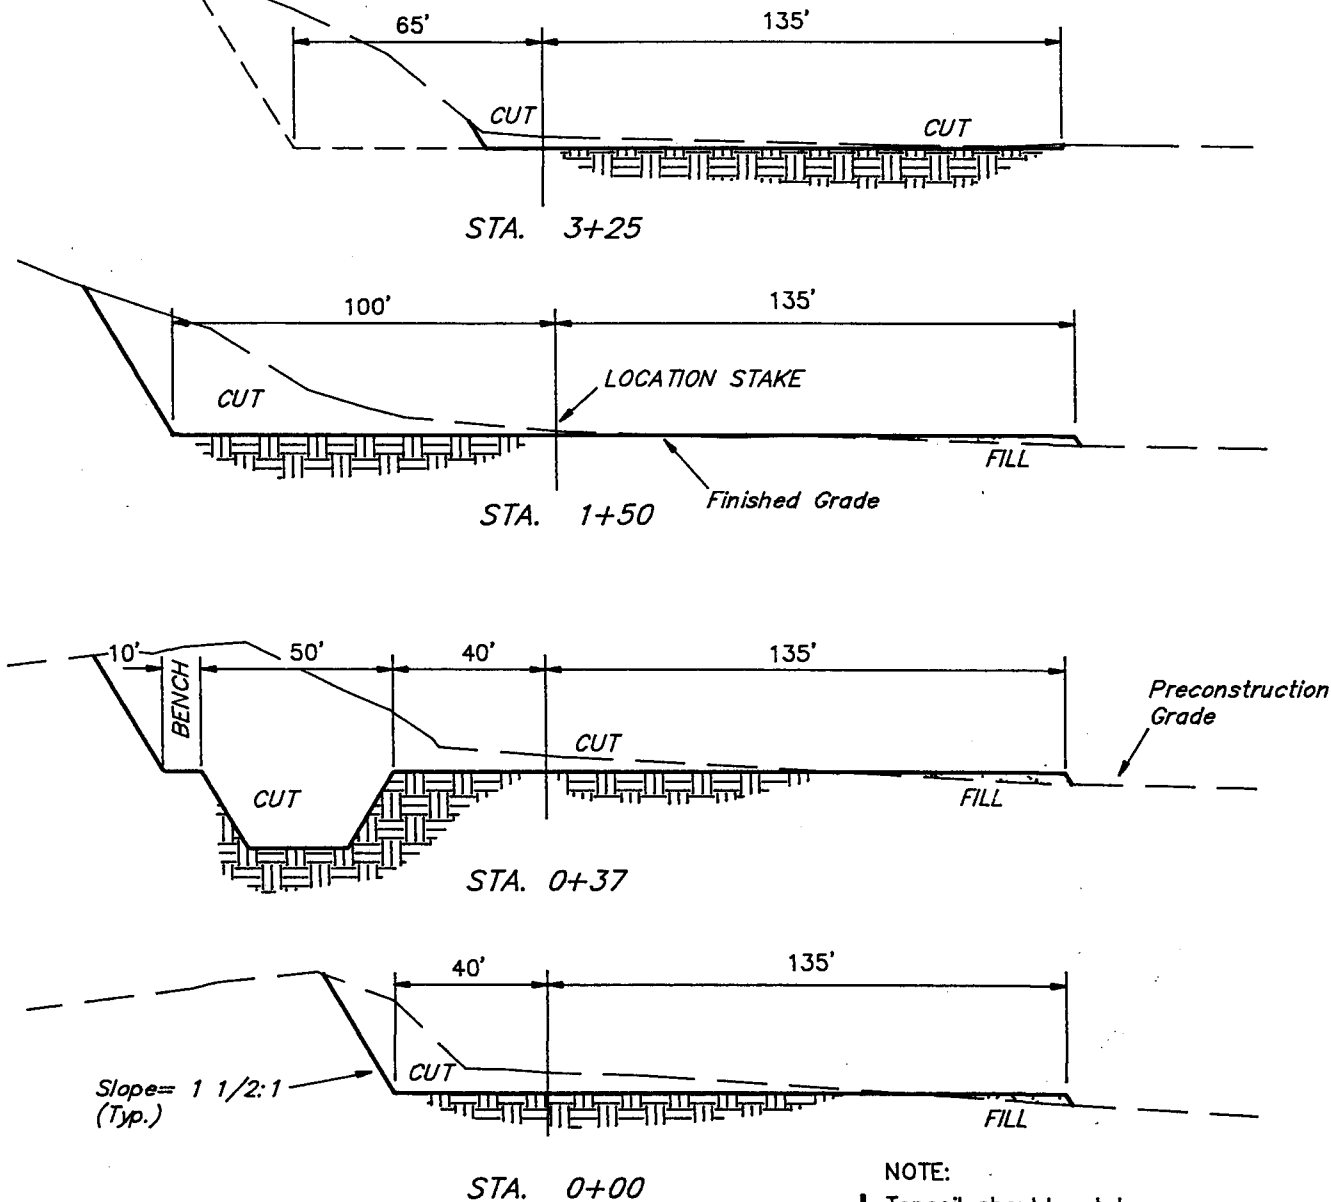 65' 135'
CUT
CUT
STA. 3+25
100' 135'
LOCATION STAKE
CUT
FILL
Finished Grade
STA. 1+50
10' 50' 40' 135'
BENCH
Preconstruction
Grade
CUT
CUT
FILL
STA. 0+37
40' 135'
CUT
Slope= 1 1/2:1
(Typ.)
FILL
NOTE:
STA. 0+00
Topsoil should